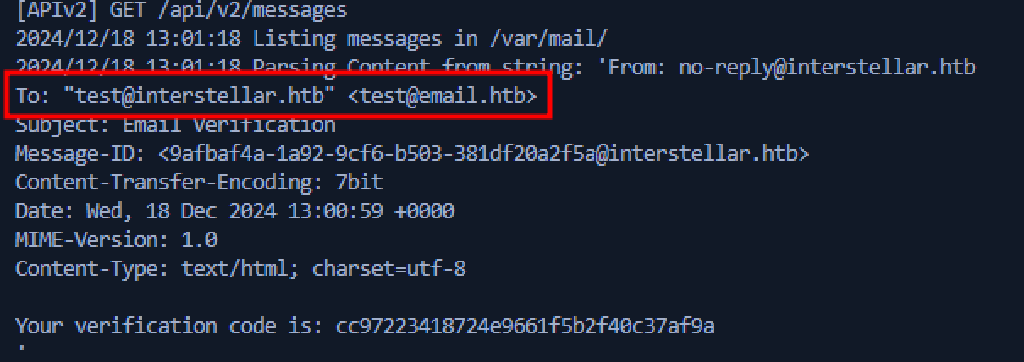 [APIv2] GET /api/v2/messages
2024/12/18 13:01:18 Listing messages in /var/mail/
2024/12/18 13:01:18 Parsing Content from string: 'From: no-reply@interstellar.htb
To: "test@interstellar.htb" <test@email.htb>
Subject: Email Verification
Message-ID: <9afbaf4a-1a92-9cf6-b503-381df20a2f5a@interstellar.htb>
Content-Transfer-Encoding: 7bit
Date: Wed, 18 Dec 2024 13:00:59 +0000
MIME-Version: 1.0
Content-Type: text/html; charset=utf-8
Your verification code is: cc97223418724e9661f5b2f40c37af9a
'